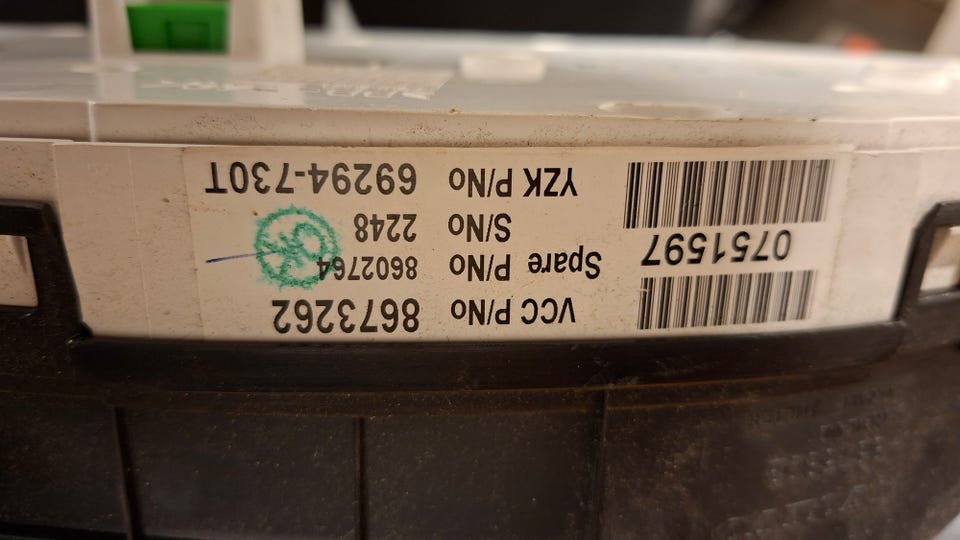 VCC P/No 8673262
Spare P/No 8602764
S/No 2248
YZK P/No 69294-730T
0751597